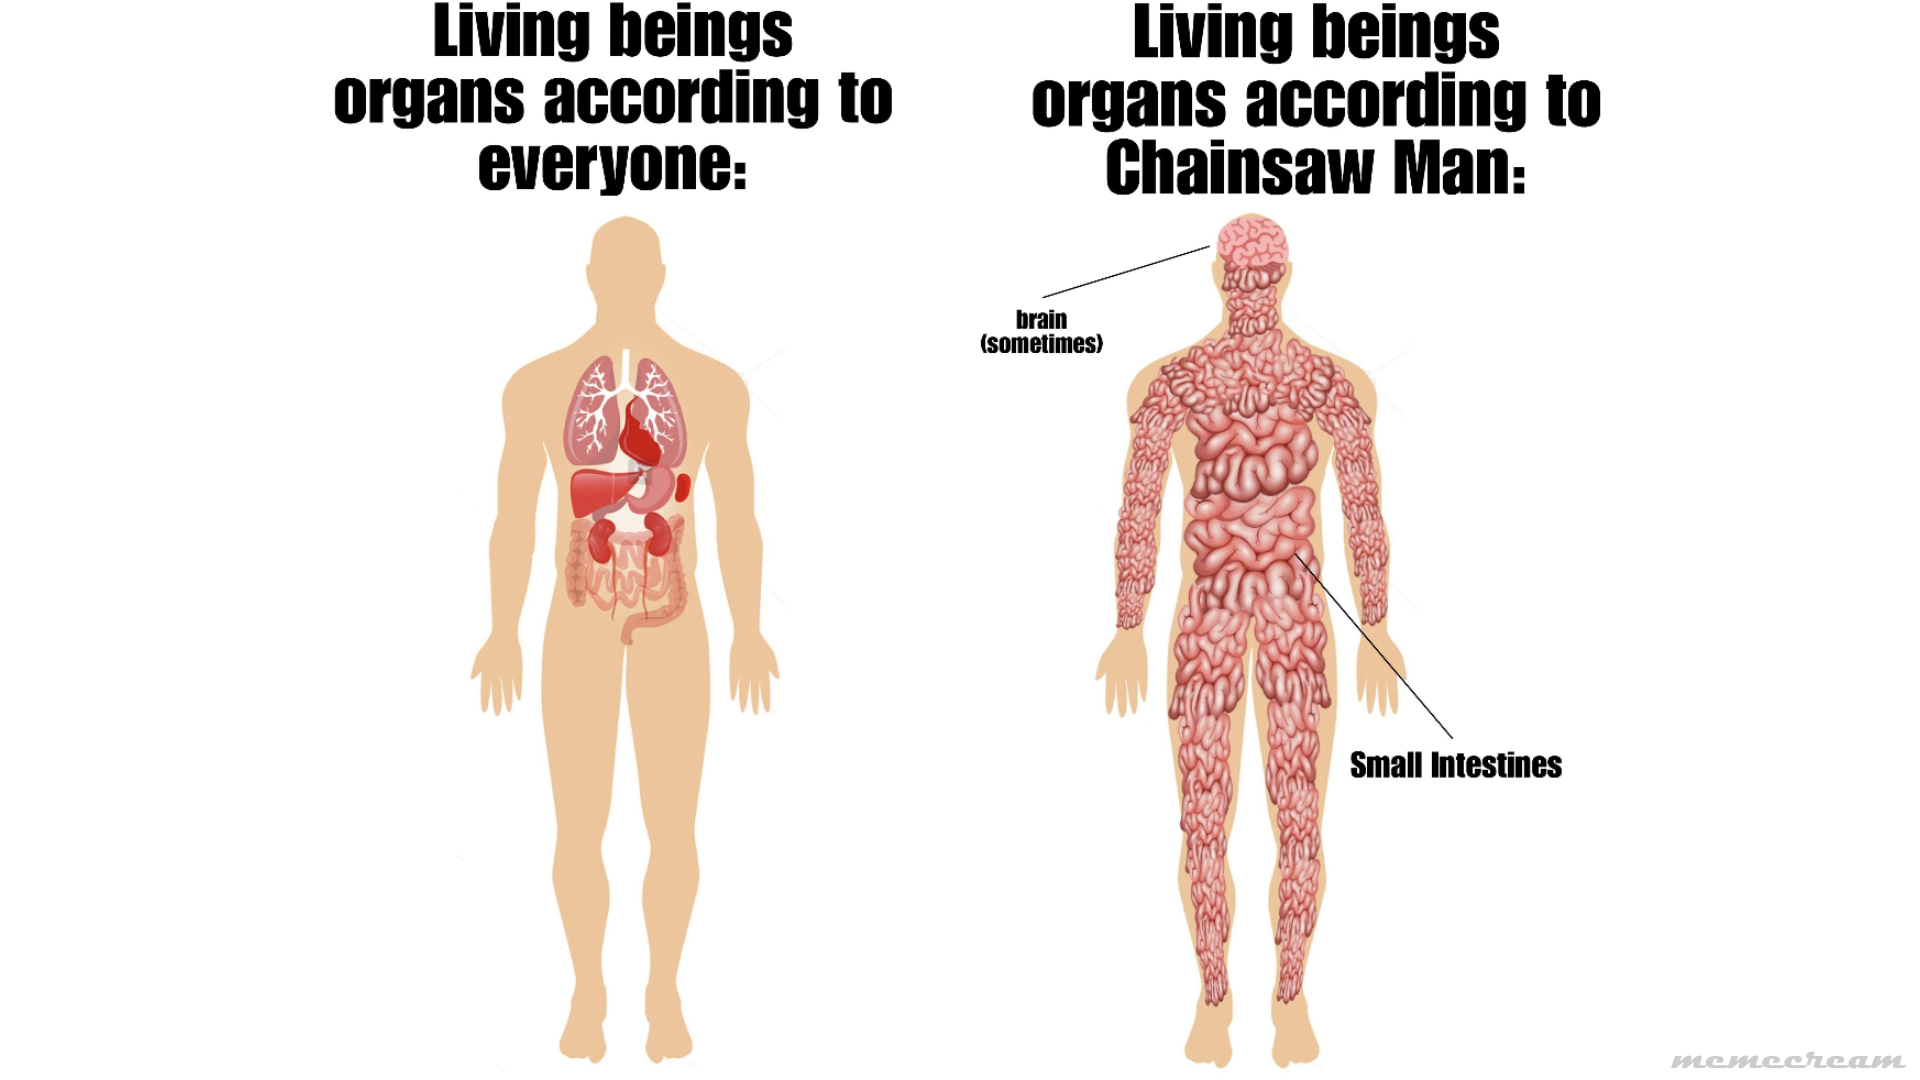 Living beings
organs according to
everyone:
Living beings
organs according to
Chainsaw Man:
brain
(sometimes)
Small Intestines
memecream